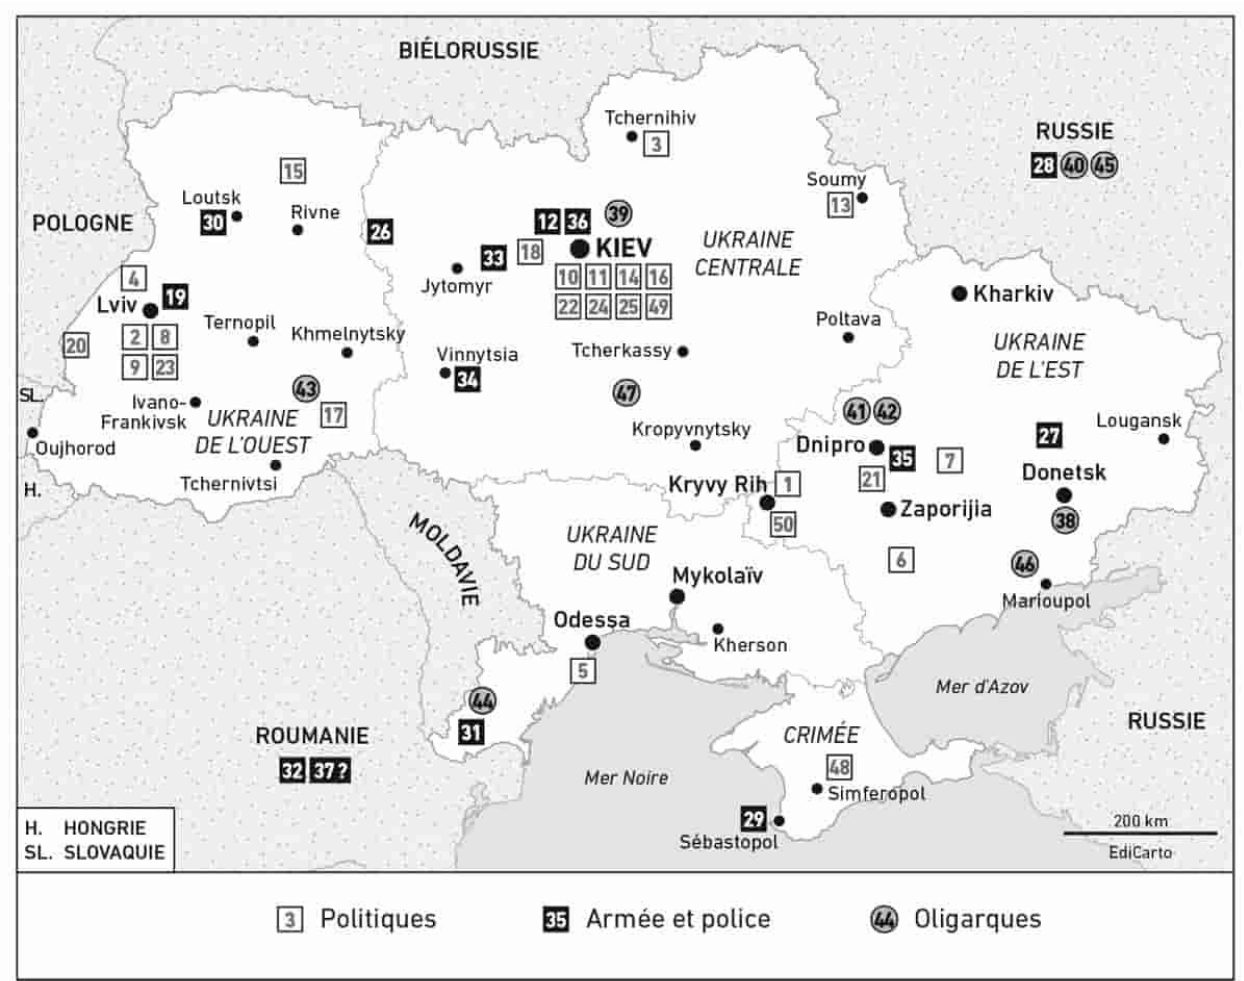 BIÉLORUSSIE
Tchernihiv
3
RUSSIE
28 40 45
15
Loutsk
30
Rivne
26
POLOGNE
Soumy
13
12 36 39
KIEV
18
33
Jytomyr
10 11 14 16
22 24 25 49
UKRAINE
CENTRALE
4
Lviv
19
2 8
9 23
20
Ternopil
Khmelnytsky
Kharkiv
Poltava
UKRAINE
DE L'EST
Tcherkassy
Vinnytsia
34
47
43
17
SL.
Ivano-
Frankivsk
UKRAINE
DE L'OUEST
Oujhorod
Tchernivtsi
H.
41 42
Dnipro
35
21
7
27
Lougansk
Donetsk
38
Kropyvnytsky
Kryvy Rih
1
50
Zaporijia
6
46
Marioupol
MOLDAVIE
UKRAINE
DU SUD
Mykolaïv
Odessa
5
Kherson
Mer d'Azov
44
31
ROUMANIE
32 37 ?
RUSSIE
CRIMÉE
48
Simferopol
Mer Noire
29
Sébastopol
200 km
EdiCarto
H. HONGRIE
SL. SLOVAQUIE
3 Politiques
35 Armée et police
44 Oligarques